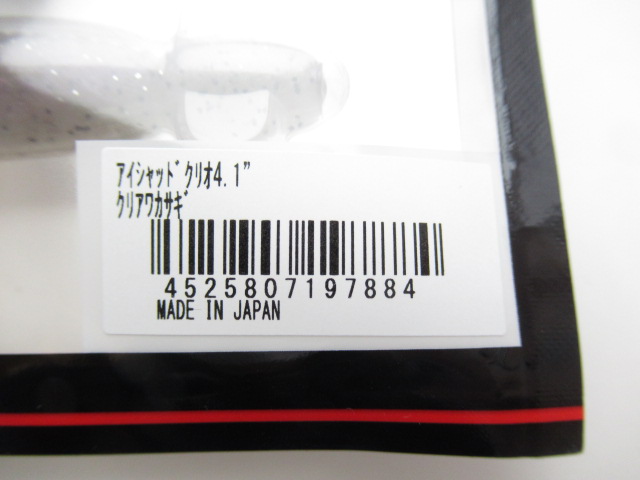 ｱｲｼｬｯﾄﾞｸﾘｵ4.1”
ｸﾘｱﾜｶｻｷﾞ
4525807197884
MADE IN JAPAN